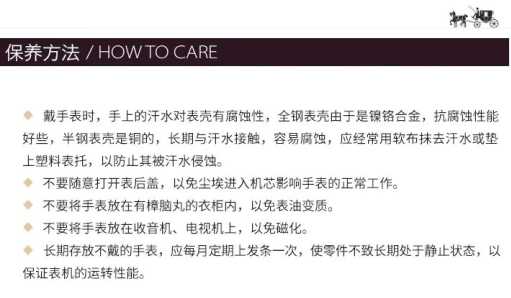 保养方法 / HOW TO CARE
◆ 戴手表时，手上的汗水对表壳有腐蚀性，全钢表壳由于是镍铬合金，抗腐蚀性能
好些，半钢表壳是铜的，长期与汗水接触，容易腐蚀，应经常用软布抹去汗水或垫
上塑料表托，以防止其被汗水侵蚀。
◆ 不要随意打开表后盖，以免尘埃进入机芯影响手表的正常工作。
◆ 不要将手表放在有樟脑丸的衣柜内，以免表油变质。
◆ 不要将手表放在收音机、电视机上，以免磁化。
◆ 长期存放不戴的手表，应每月定期上发条一次，使零件不致长期处于静止状态，以
保证表机的运转性能。